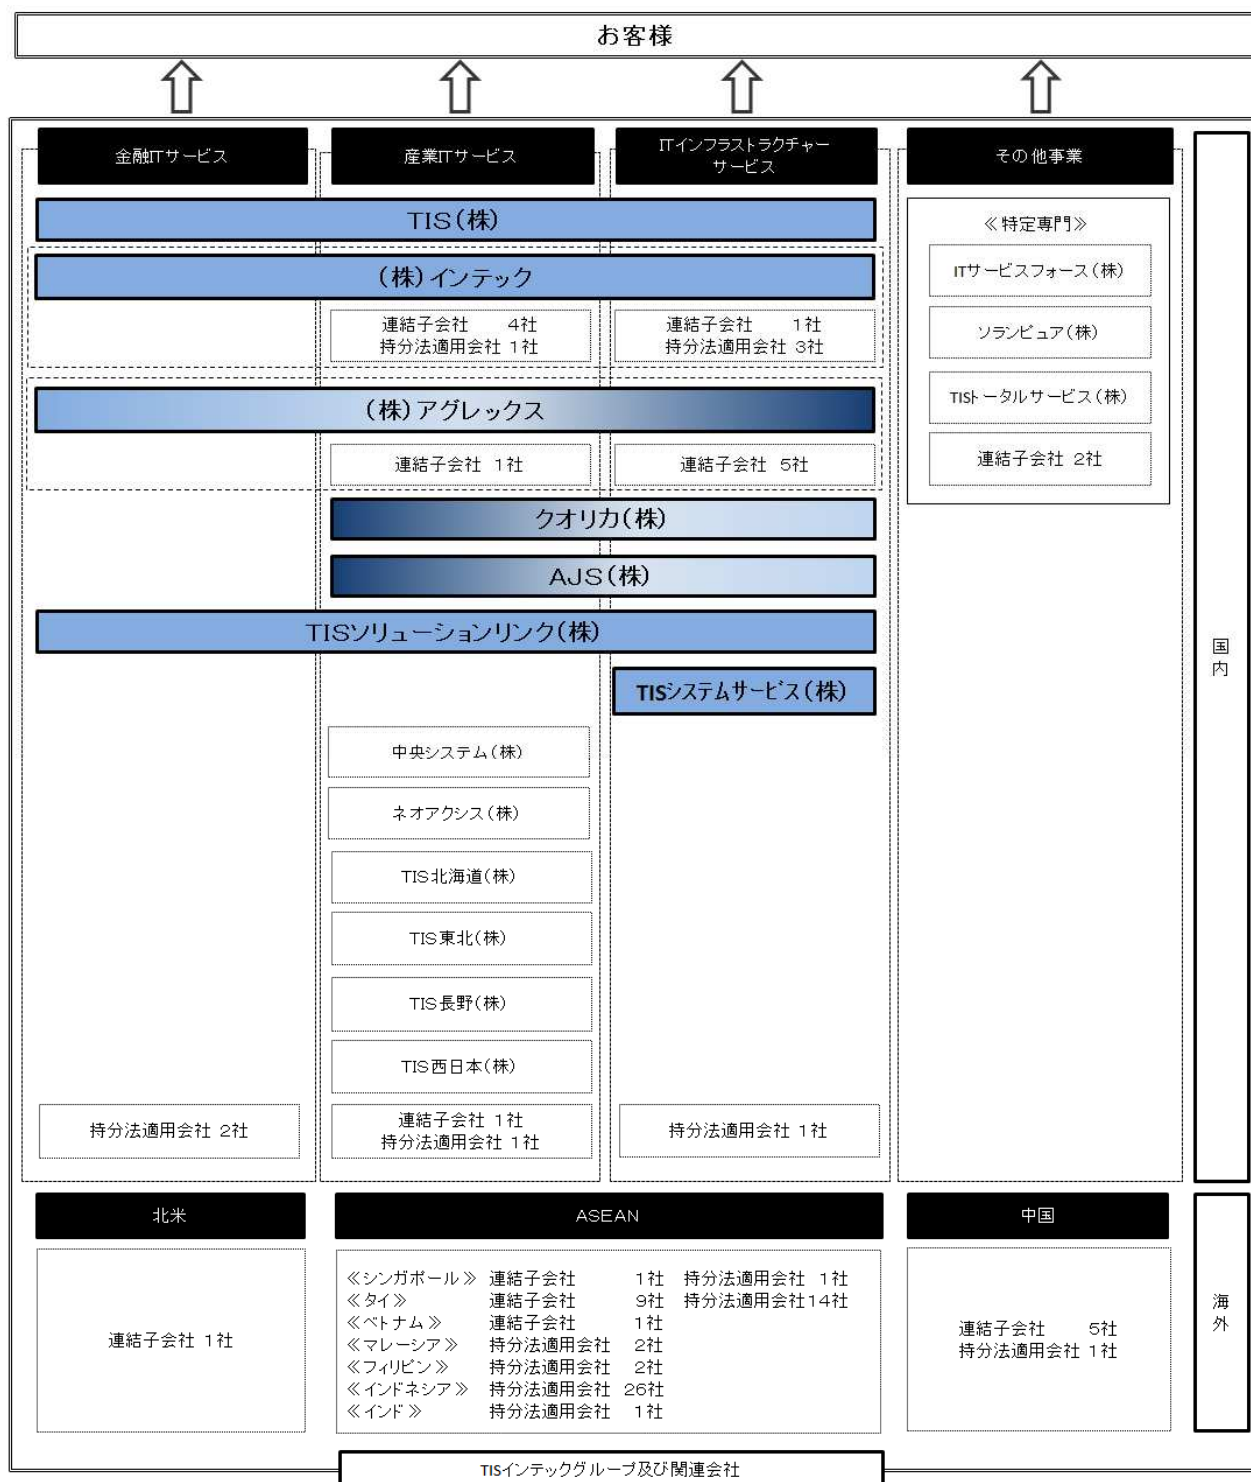 お客様
金融ITサービス
産業ITサービス
ITインフラストラクチャー
サービス
その他事業
TIS(株)
(株)インテック
連結子会社 4社
持分法適用会社 1社
連結子会社 1社
持分法適用会社 3社
(株)アグレックス
連結子会社 1社
連結子会社 5社
クオリカ(株)
AJS(株)
TISソリューションリンク(株)
TISシステムサービス(株)
中央システム(株)
ネオアクシス(株)
TIS北海道(株)
TIS東北(株)
TIS長野(株)
TIS西日本(株)
持分法適用会社 2社
連結子会社 1社
持分法適用会社 1社
持分法適用会社 1社
≪特定専門≫
ITサービスフォース(株)
ソランピュア(株)
TISトータルサービス(株)
連結子会社 2社
国内
北米
ASEAN
中国
連結子会社 1社
≪シンガポール≫ 連結子会社 1社 持分法適用会社 1社
≪タイ≫ 連結子会社 9社 持分法適用会社14社
≪ベトナム≫ 連結子会社 1社
≪マレーシア≫ 持分法適用会社 2社
≪フィリピン≫ 持分法適用会社 2社
≪インドネシア≫ 持分法適用会社 26社
≪インド≫ 持分法適用会社 1社
連結子会社 5社
持分法適用会社 1社
海外
TISインテックグループ及び関連会社